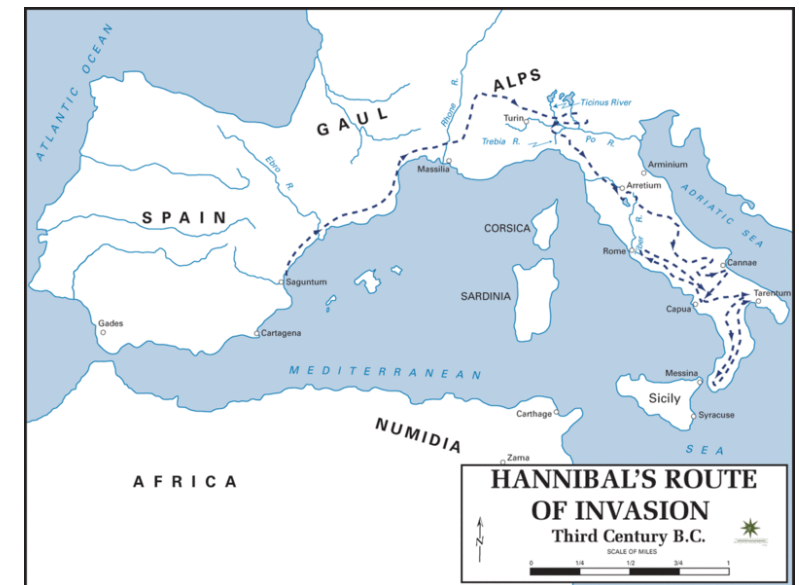 ATLANTIC OCEAN
GAUL
ALPS
Rhone R.
Ticinus River
Turin
Trebia R.
Po R.
Massilia
Arminium
Arretium
ADRIATIC SEA
Ebro R.
SPAIN
CORSICA
Tiber R.
Rome
Cannae
Saguntum
SARDINIA
Tarentum
Capua
Gades
Cartagena
MEDITERRANEAN
Messina
Sicily
Carthage
Syracuse
NUMIDIA
SEA
Zama
AFRICA
HANNIBAL'S ROUTE
OF INVASION
Third Century B.C.
SCALE OF MILES
N
0 1/4 1/2 3/4 1